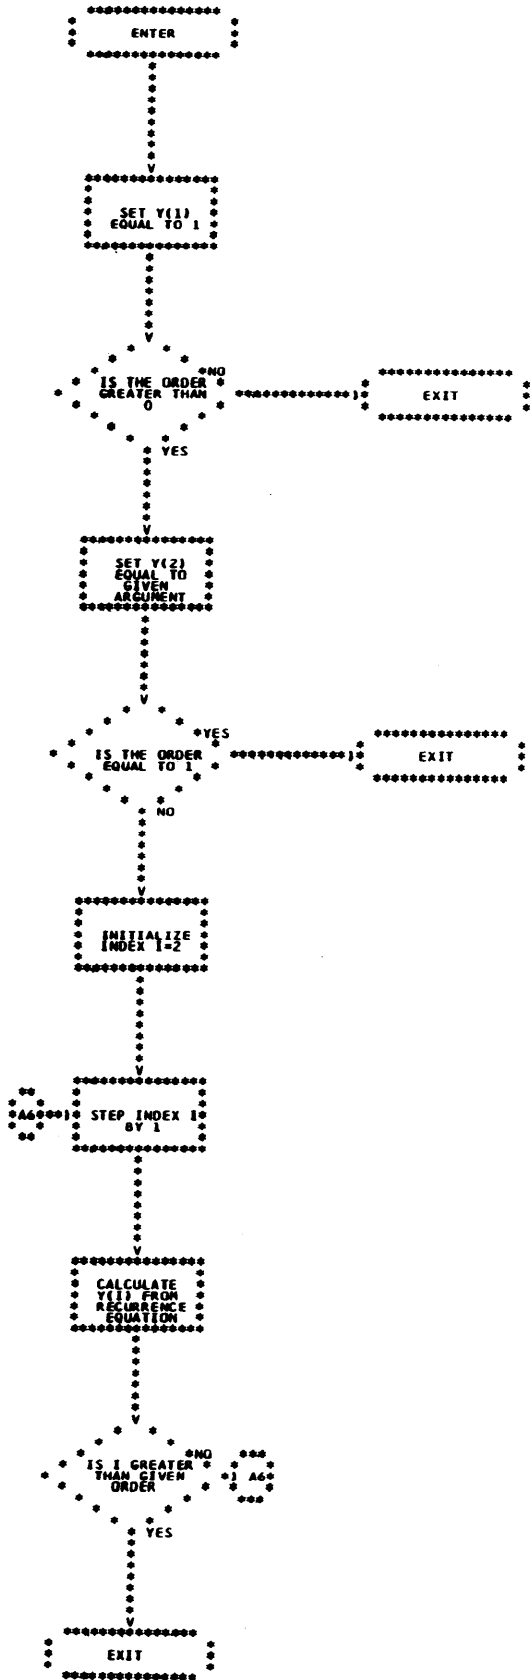 ENTER
SET Y(1)
EQUAL TO 1
NO
IS THE ORDER
GREATER THAN
0
EXIT
YES
SET Y(2)
EQUAL TO
GIVEN
ARGUMENT
YES
IS THE ORDER
EQUAL TO 1
EXIT
NO
INITIALIZE
INDEX I=2
A6
STEP INDEX I
BY 1
CALCULATE
Y(I) FROM
RECURRENCE
EQUATION
NO
IS I GREATER
THAN GIVEN
ORDER
A6
YES
EXIT